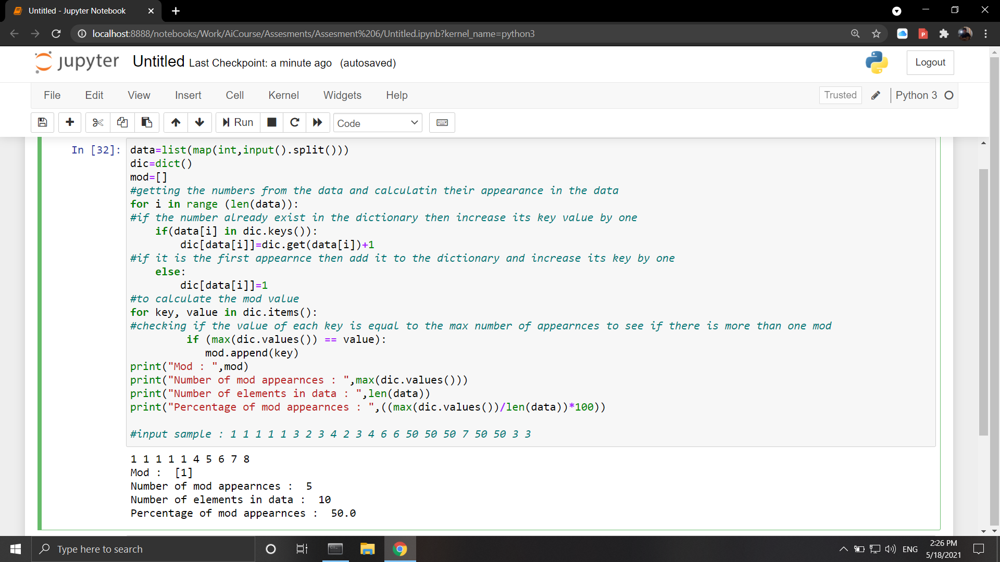 Untitled - Jupyter Notebook
localhost:8888/notebooks/Work/AiCourse/Assesments/Assesment%206/Untitled.ipynb?kernel_name=python3
jupyter Untitled Last Checkpoint: a minute ago (autosaved) Logout
File Edit View Insert Cell Kernel Widgets Help Trusted Python 3
Run Code
In [32]: data=list(map(int,input().split()))
dic=dict()
mod=[]
#getting the numbers from the data and calculatin their appearance in the data
for i in range (len(data)):
#if the number already exist in the dictionary then increase its key value by one
    if(data[i] in dic.keys()):
        dic[data[i]]=dic.get(data[i])+1
#if it is the first appearnce then add it to the dictionary and increase its key by one
    else:
        dic[data[i]]=1
#to calculate the mod value
for key, value in dic.items():
#checking if the value of each key is equal to the max number of appearnces to see if there is more than one mod
         if (max(dic.values()) == value):
            mod.append(key)
print("Mod : ",mod)
print("Number of mod appearnces : ",max(dic.values()))
print("Number of elements in data : ",len(data))
print("Percentage of mod appearnces : ",((max(dic.values())/len(data))*100))
#input sample : 1 1 1 1 1 3 2 3 4 2 3 4 6 6 50 50 50 7 50 50 3 3
1 1 1 1 1 4 5 6 7 8
Mod :  [1]
Number of mod appearnces :  5
Number of elements in data :  10
Percentage of mod appearnces :  50.0
Type here to search
ENG
2:26 PM
5/18/2021